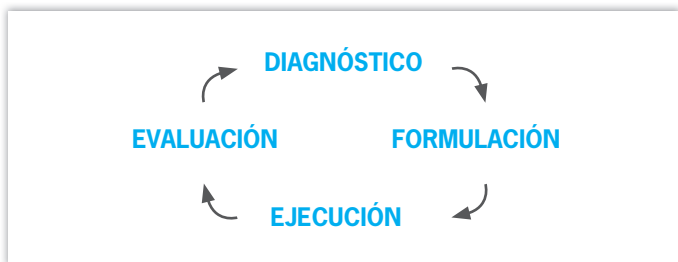 DIAGNÓSTICO
EVALUACIÓN
FORMULACIÓN
EJECUCIÓN